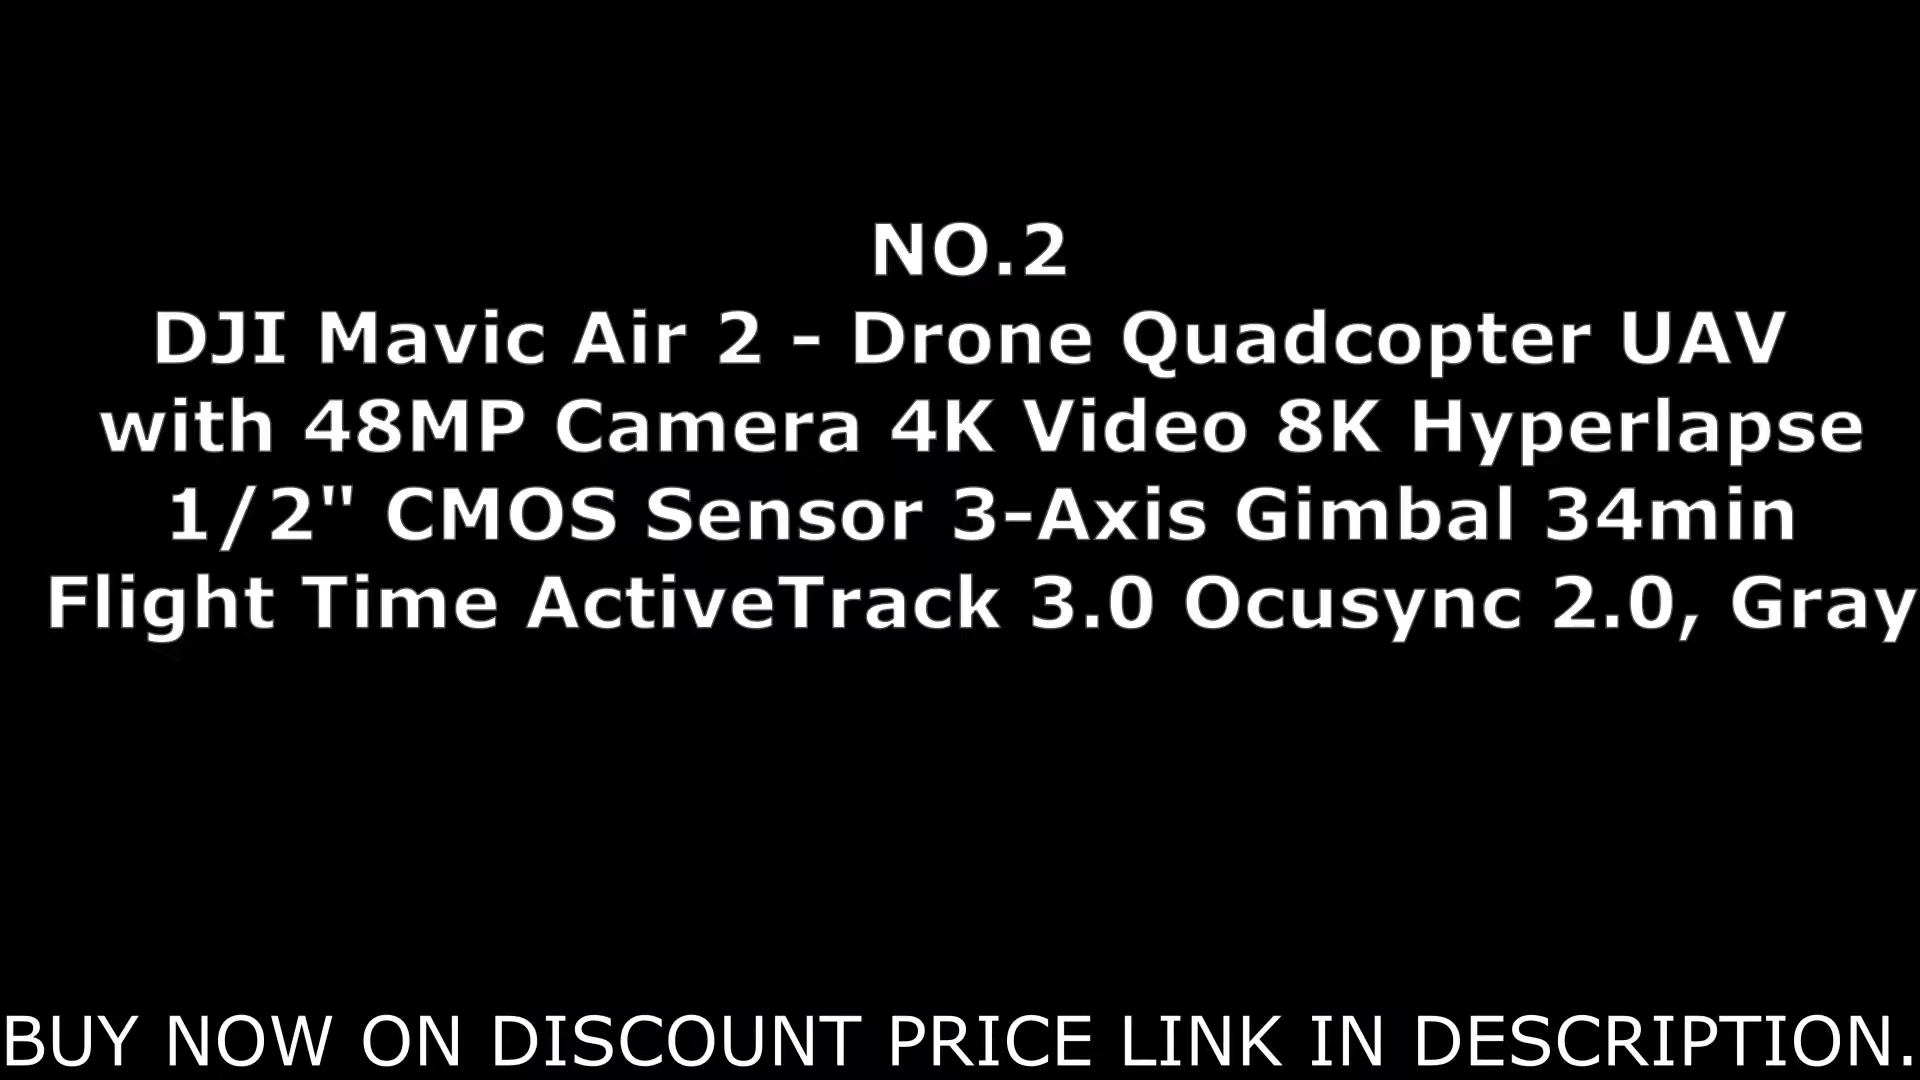 NO.2
DJI Mavic Air 2 - Drone Quadcopter UAV
with 48MP Camera 4K Video 8K Hyperlapse
1/2" CMOS Sensor 3-Axis Gimbal 34min
Flight Time ActiveTrack 3.0 Ocusync 2.0, Gray
BUY NOW ON DISCOUNT PRICE LINK IN DESCRIPTION.